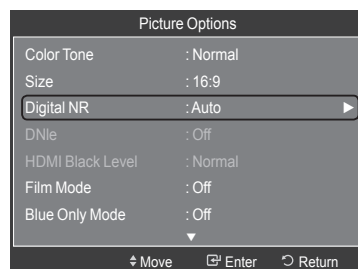 Picture Options
Color Tone : Normal
Size : 16:9
Digital NR : Auto ►
DNIe : Off
HDMI Black Level : Normal
Film Mode : Off
Blue Only Mode : Off
▼
Move Enter Return